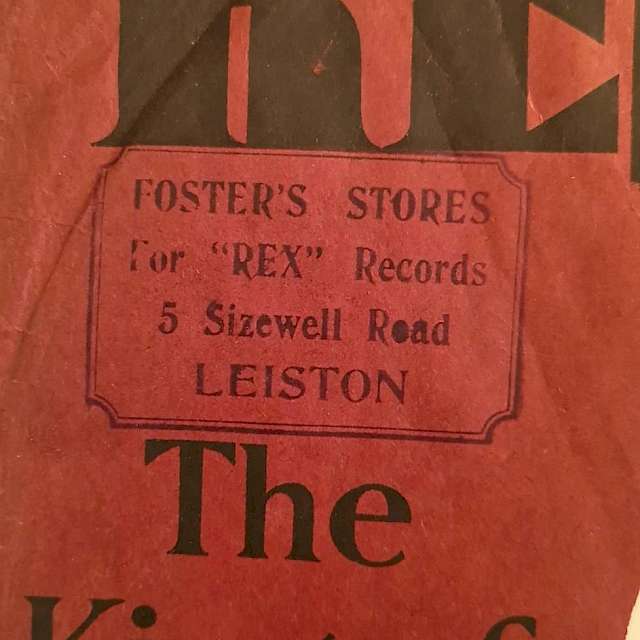 FOSTER'S STORES
For "REX" Records
5 Sizewell Road
LEISTON
The